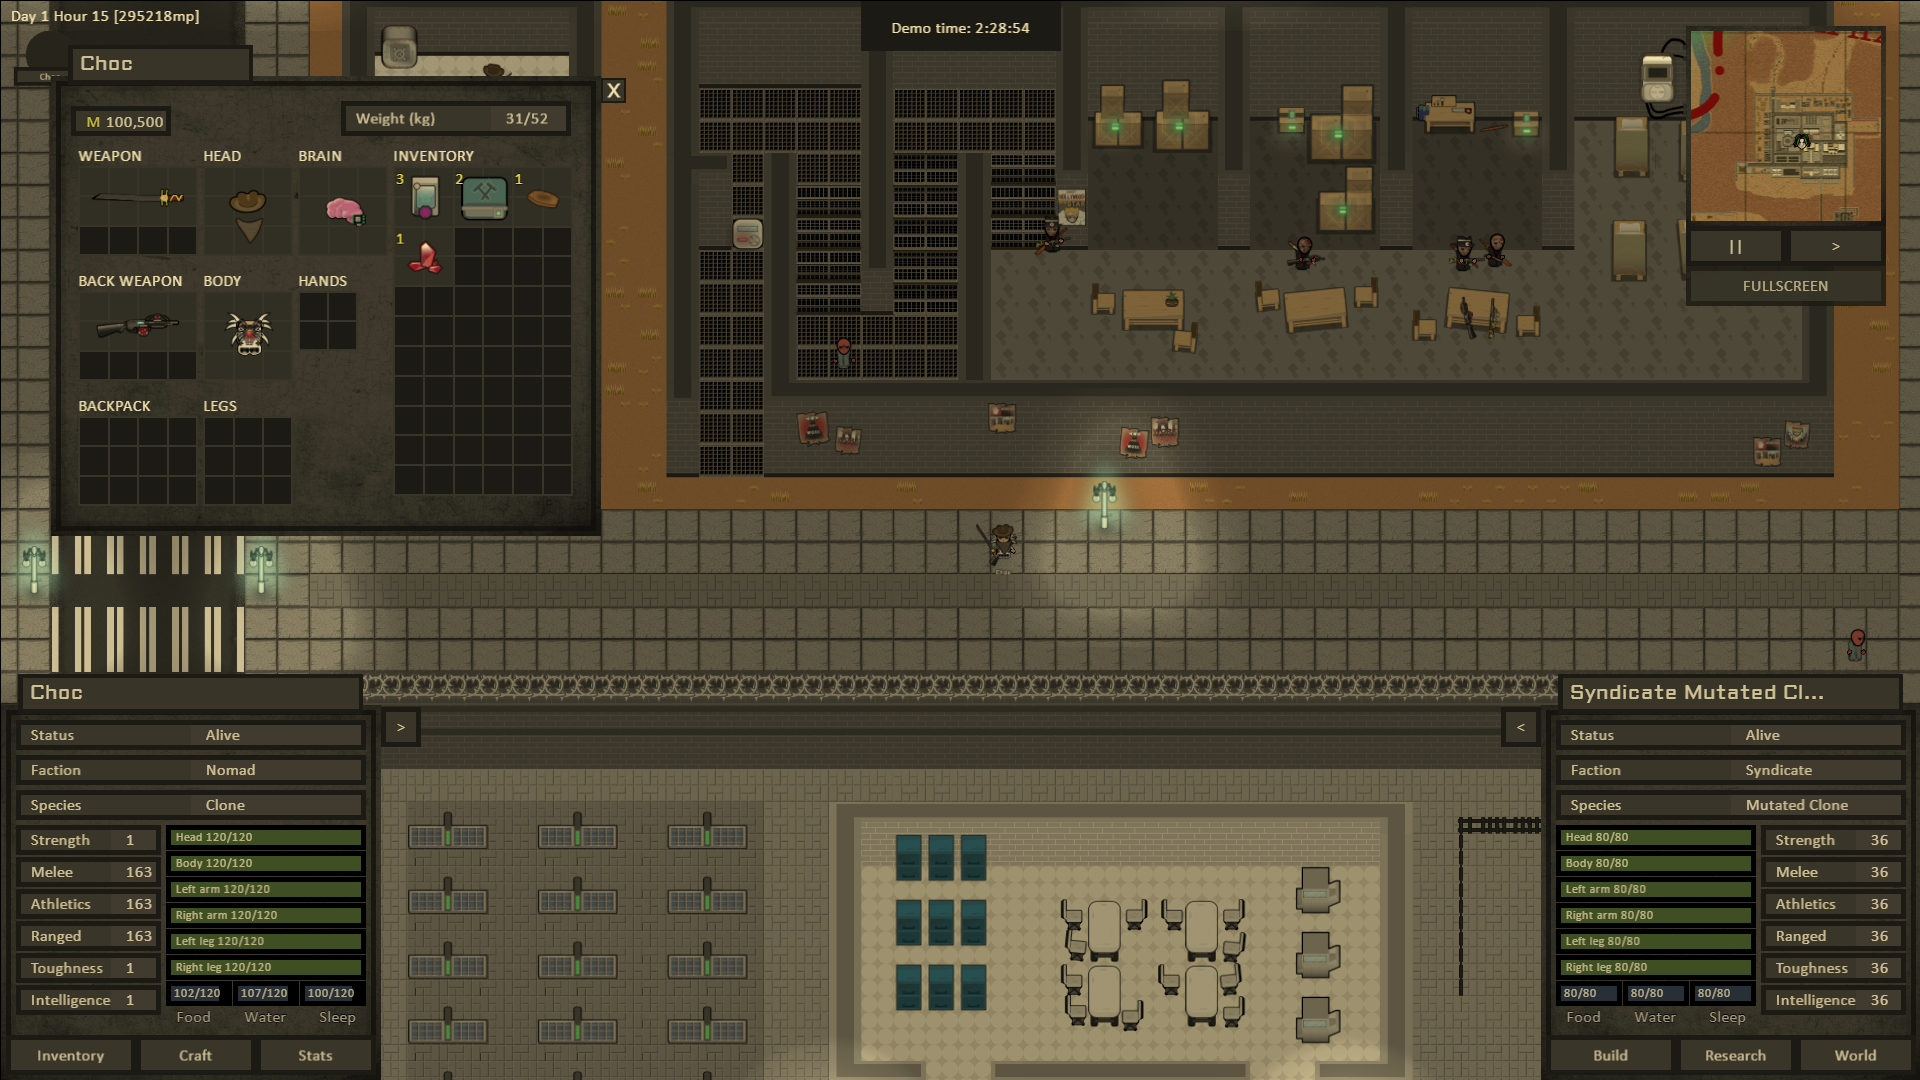 Day 1 Hour 15 [295218mp]
Demo time: 2:28:54
Choc
X
M 100,500
Weight (kg) 31/52
WEAPON HEAD BRAIN INVENTORY
3 2 1
1
BACK WEAPON BODY HANDS
BACKPACK LEGS
||
>
FULLSCREEN
Choc
Choc
>
Status Alive
Faction Nomad
Species Clone
Strength 1
Melee 163
Athletics 163
Ranged 163
Toughness 1
Intelligence 1
Head 120/120
Body 120/120
Left arm 120/120
Right arm 120/120
Left leg 120/120
Right leg 120/120
102/120 107/120 100/120
Food Water Sleep
Inventory Craft Stats
<
Syndicate Mutated Cl...
Status Alive
Faction Syndicate
Species Mutated Clone
Head 80/80
Body 80/80
Left arm 80/80
Right arm 80/80
Left leg 80/80
Right leg 80/80
80/80 80/80 80/80
Food Water Sleep
Strength 36
Melee 36
Athletics 36
Ranged 36
Toughness 36
Intelligence 36
Build Research World